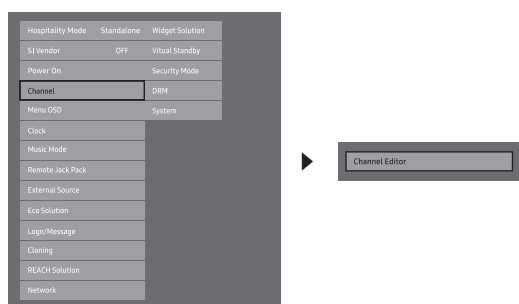 Hospitality Mode Standalone Widget Solution
SI Vendor OFF Vitual Standby
Power On Security Mode
Channel DRM
Menu OSD System
Clock
Music Mode
Remote Jack Pack
External Source
Eco Solution
Logo/Message
Cloning
REACH Solution
Network
Channel Editor